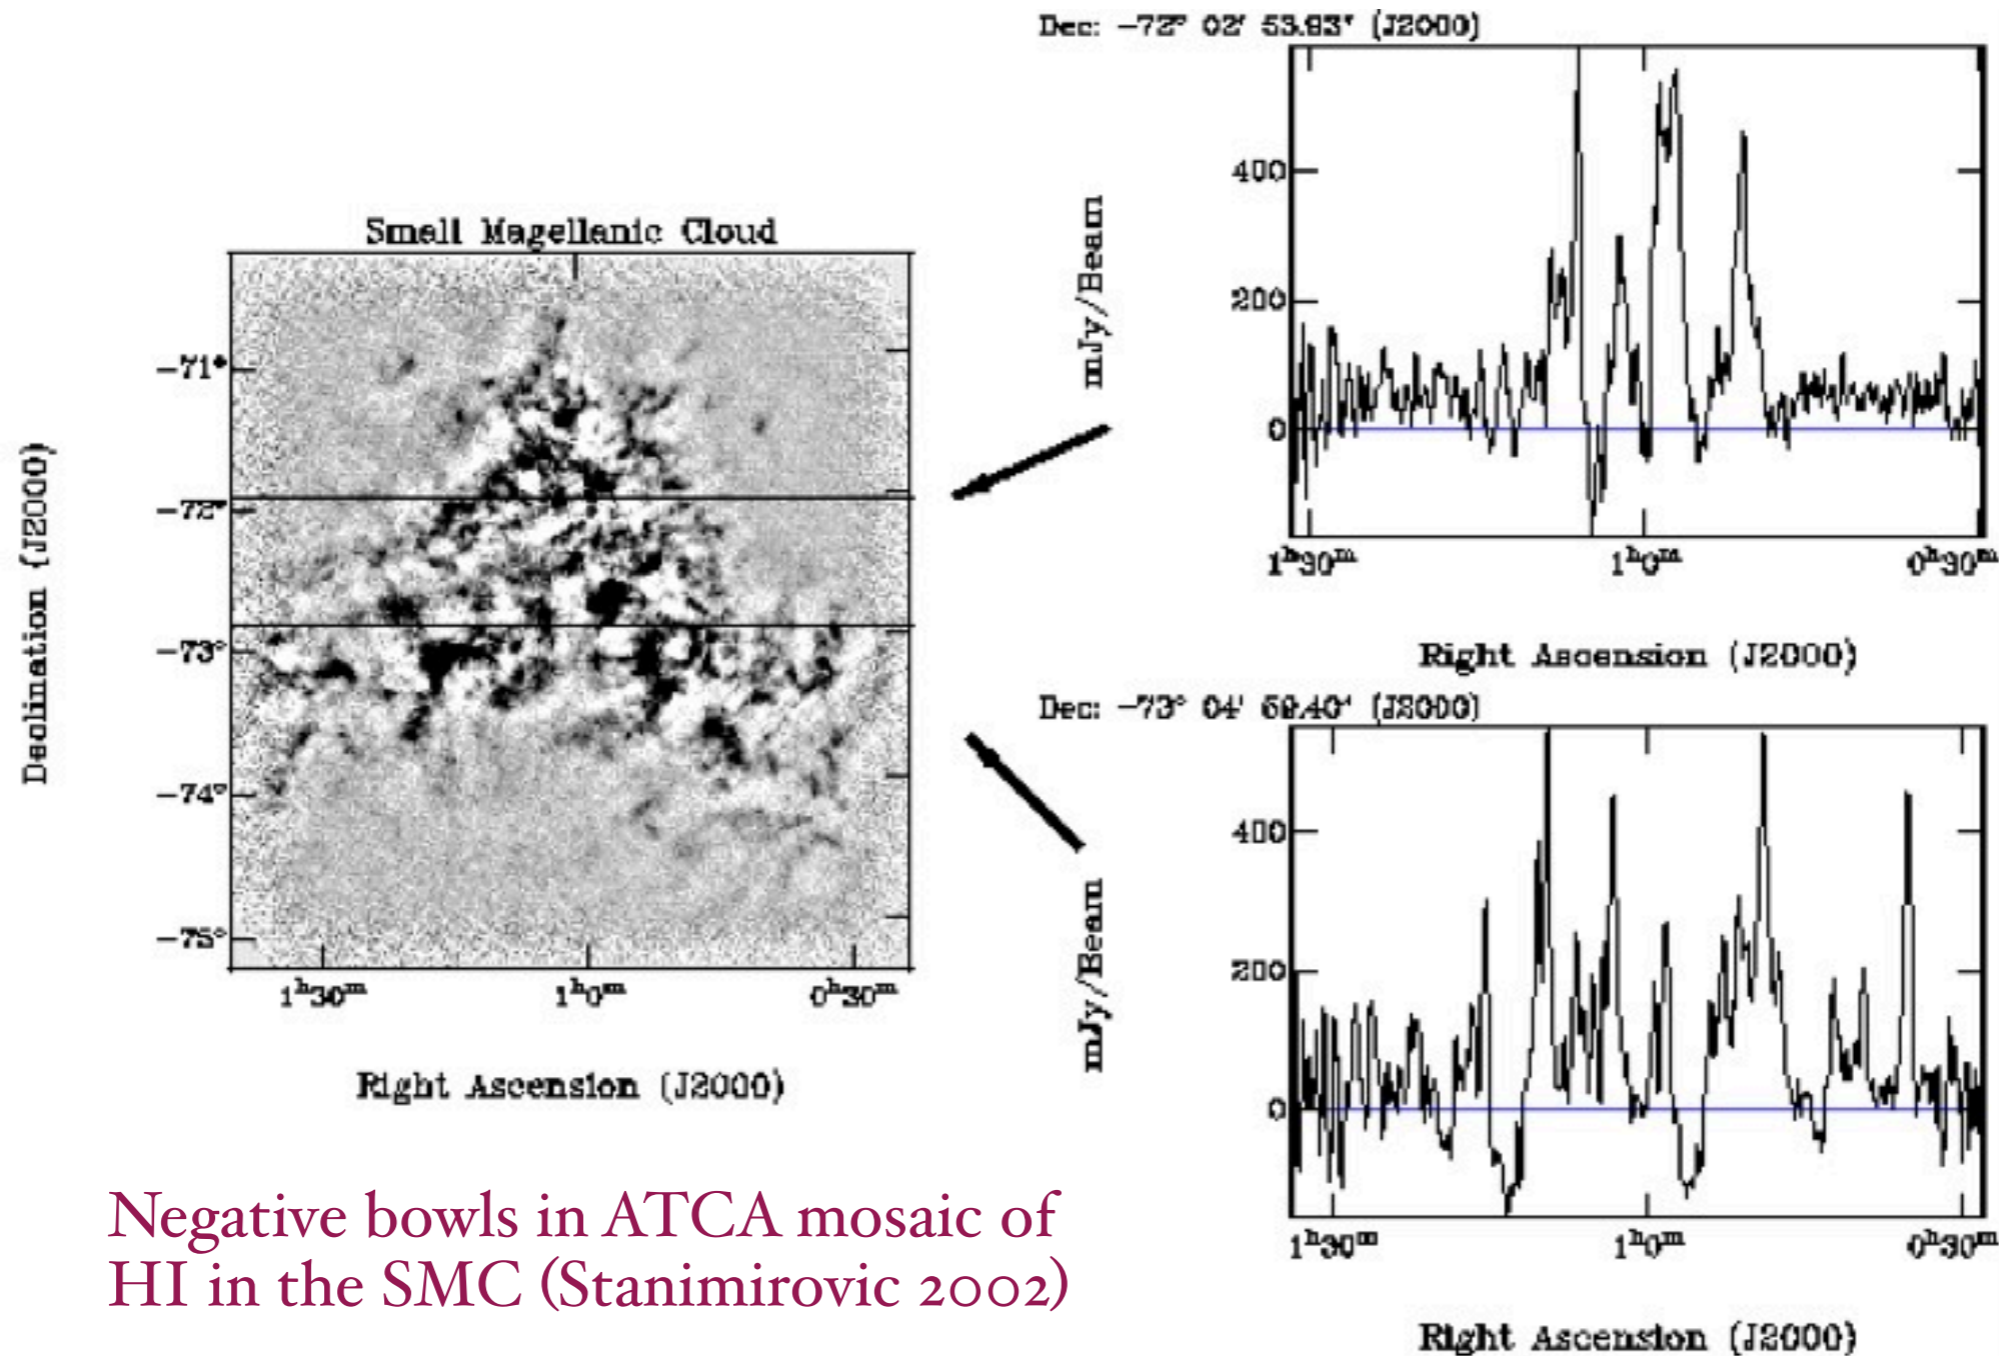 Small Magellanic Cloud
Declination (J2000)
−71°
−72°
−73°
−74°
−75°
1ʰ30ᵐ 1ʰ0ᵐ 0ʰ30ᵐ
Right Ascension (J2000)
Dec: −72° 02′ 53.93″ (J2000)
mJy/Beam
400
200
0
1ʰ30ᵐ 1ʰ0ᵐ 0ʰ30ᵐ
Right Ascension (J2000)
Dec: −73° 04′ (J2000)
mJy/Beam
400
200
0
1ʰ30ᵐ 1ʰ0ᵐ 0ʰ30ᵐ
Right Ascension (J2000)
Negative bowls in ATCA mosaic of
HI in the SMC (Stanimirovic 2002)